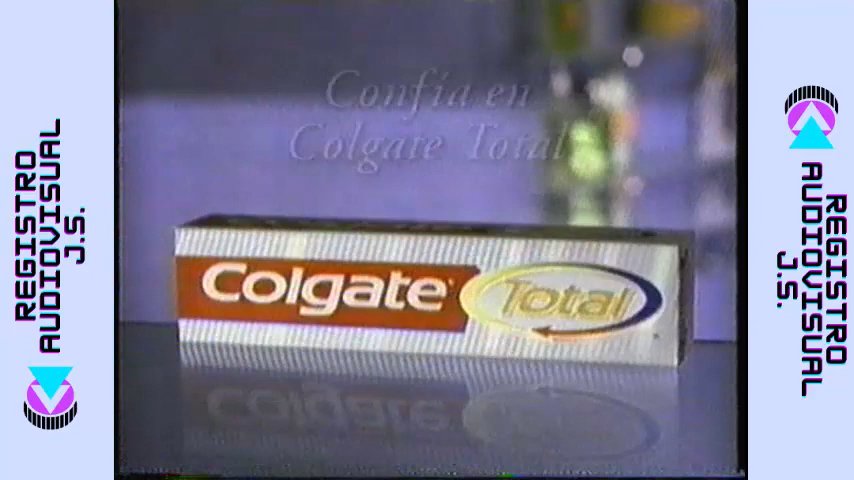 REGISTRO
AUDIOVISUAL
J.S.
Confía en
Colgate Total
Colgate
Total
REGISTRO
AUDIOVISUAL
J.S.